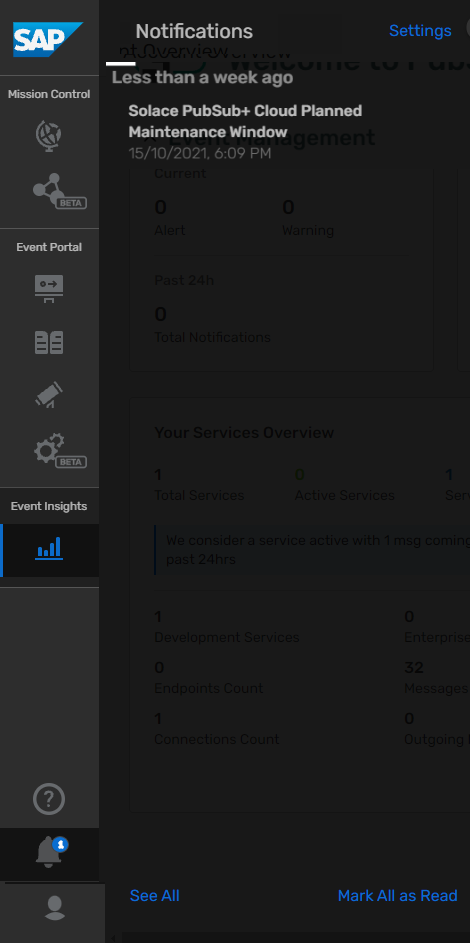 SAP
Notifications
Settings
nt Overview
Welcome to Pub
Mission Control
Less than a week ago
Solace PubSub+ Cloud Planned
Maintenance Window
Event Management
15/10/2021, 6:09 PM
BETA
Current
0
0
Alert
Warning
Event Portal
Past 24h
0
Total Notifications
BETA
Your Services Overview
1
0
1
Total Services
Active Services
Ser
Event Insights
We consider a service active with 1 msg coming
past 24hrs
1
0
Development Services
Enterprise
0
32
Endpoints Count
Messages
1
0
Connections Count
Outgoing
?
1
See All
Mark All as Read